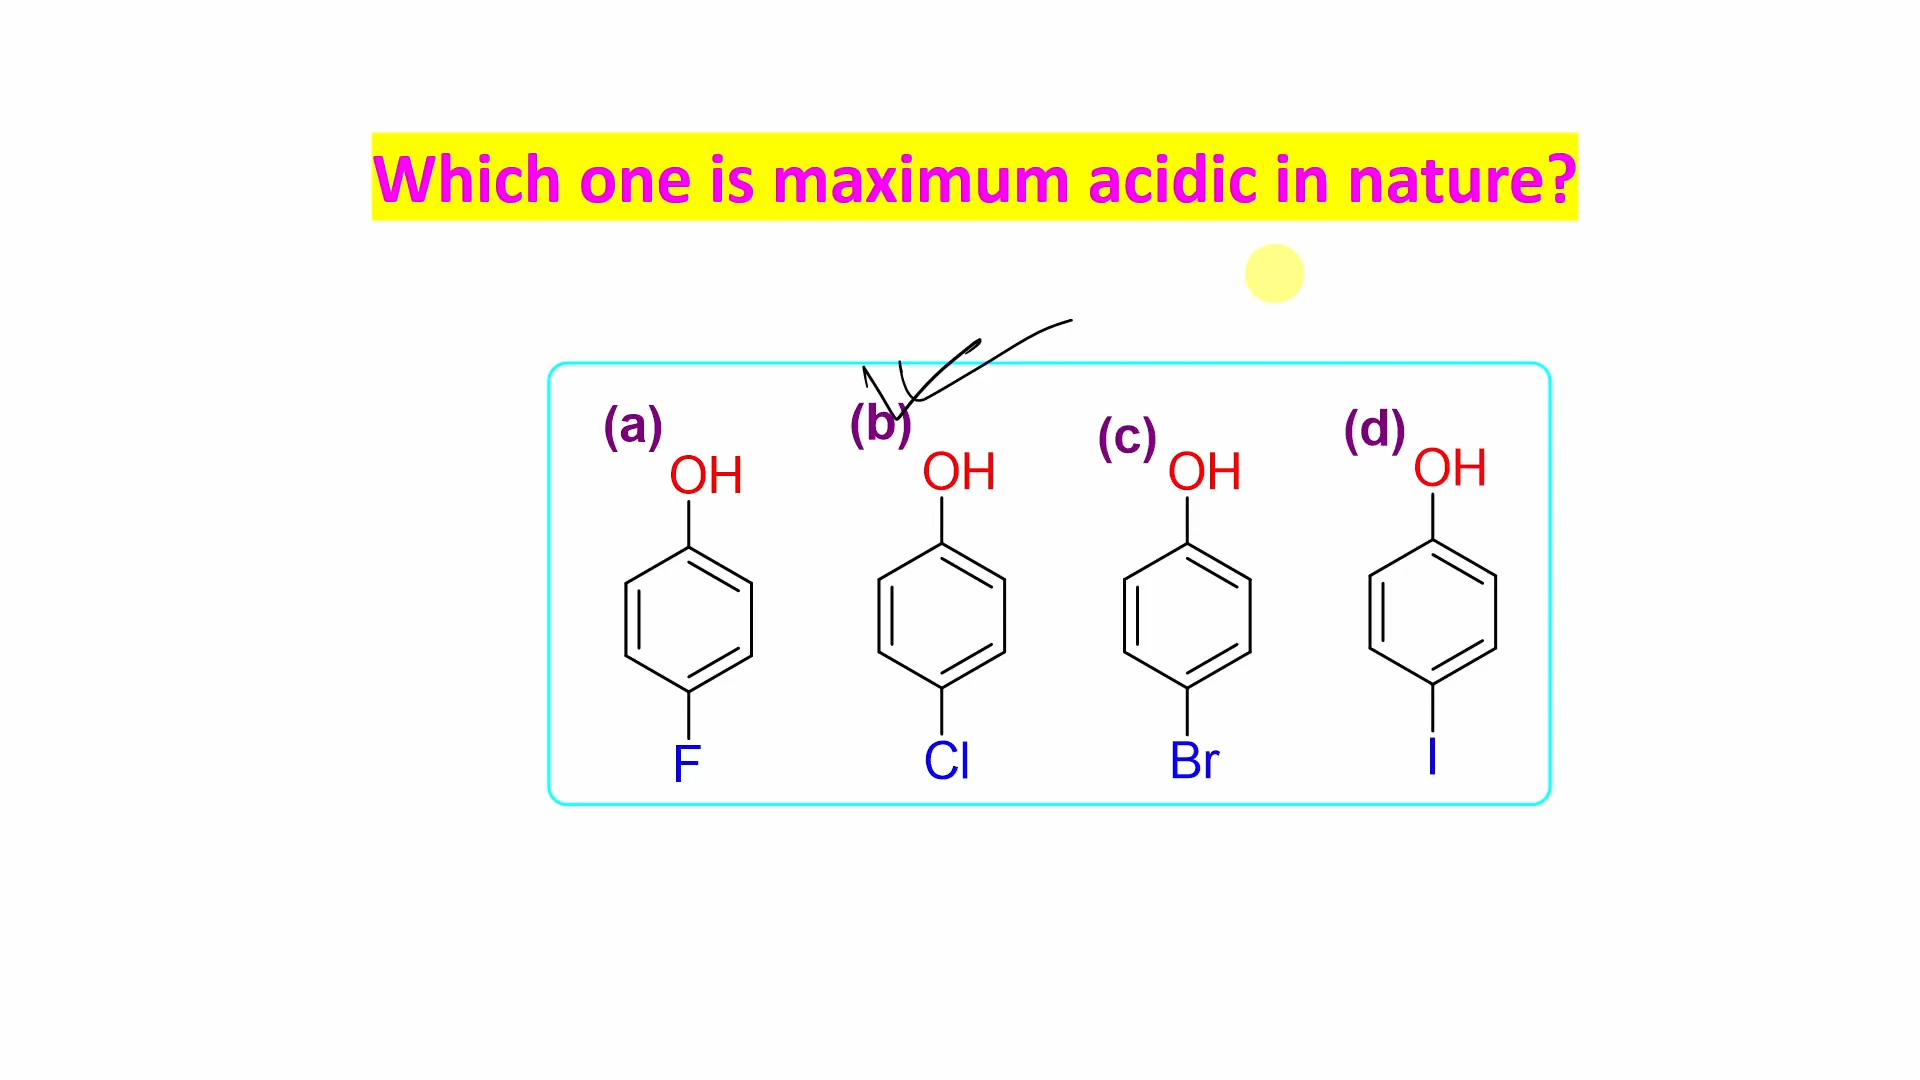 Which one is maximum acidic in nature?
(a) (b) (c) (d)
OH OH OH OH
F Cl Br I